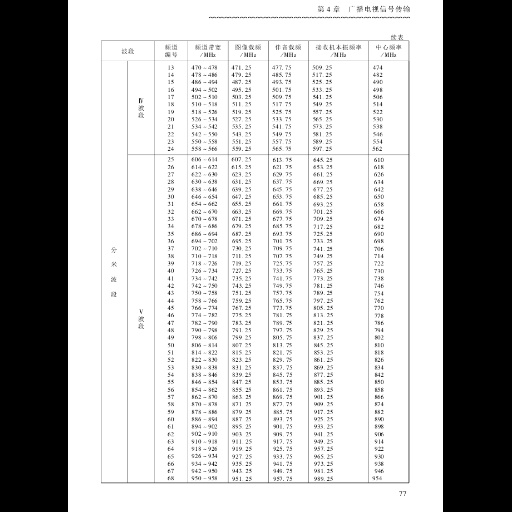 第 4 章 广播电视信号传输
续表
波段 频道编号 频道带宽/MHz 图像载频/MHz 伴音载频/MHz 接收机本振频率/MHz 中心频率/MHz
分米波段
Ⅳ波段
13 470～478 471.25 477.75 509.25 474
14 478～486 479.25 485.75 517.25 482
15 486～494 487.25 493.75 525.25 490
16 494～502 495.25 501.75 533.25 498
17 502～510 503.25 509.75 541.25 506
18 510～518 511.25 517.75 549.25 514
19 518～526 519.25 525.75 557.25 522
20 526～534 527.25 533.75 565.25 530
21 534～542 535.25 541.75 573.25 538
22 542～550 543.25 549.75 581.25 546
23 550～558 551.25 557.75 589.25 554
24 558～566 559.25 565.75 597.25 562
Ⅴ波段
25 606～614 607.25 613.75 645.25 610
26 614～622 615.25 621.75 653.25 618
27 622～630 623.25 629.75 661.25 626
28 630～638 631.25 637.75 669.25 634
29 638～646 639.25 645.75 677.25 642
30 646～654 647.25 653.75 685.25 650
31 654～662 655.25 661.75 693.25 658
32 662～670 663.25 669.75 701.25 666
33 670～678 671.25 677.75 709.25 674
34 678～686 679.25 685.75 717.25 682
35 686～694 687.25 693.75 725.25 690
36 694～702 695.25 701.75 733.25 698
37 702～710 703.25 709.75 741.25 706
38 710～718 711.25 717.75 749.25 714
39 718～726 719.25 725.75 757.25 722
40 726～734 727.25 733.75 765.25 730
41 734～742 735.25 741.75 773.25 738
42 742～750 743.25 749.75 781.25 746
43 750～758 751.25 757.75 789.25 754
44 758～766 759.25 765.75 797.25 762
45 766～774 767.25 773.75 805.25 770
46 774～782 775.25 781.75 813.25 778
47 782～790 783.25 789.75 821.25 786
48 790～798 791.25 797.75 829.25 794
49 798～806 799.25 805.75 837.25 802
50 806～814 807.25 813.75 845.25 810
51 814～822 815.25 821.75 853.25 818
52 822～830 823.25 829.75 861.25 826
53 830～838 831.25 837.75 869.25 834
54 838～846 839.25 845.75 877.25 842
55 846～854 847.25 853.75 885.25 850
56 854～862 855.25 861.75 893.25 858
57 862～870 863.25 869.75 901.25 866
58 870～878 871.25 877.75 909.25 874
59 878～886 879.25 885.75 917.25 882
60 886～894 887.25 893.75 925.25 890
61 894～902 895.25 901.75 933.25 898
62 902～910 903.25 909.75 941.25 906
63 910～918 911.25 917.75 949.25 914
64 918～926 919.25 925.75 957.25 922
65 926～934 927.25 933.75 965.25 930
66 934～942 935.25 941.75 973.25 938
67 942～950 943.25 949.75 981.25 946
68 950～958 951.25 957.75 989.25 954
77